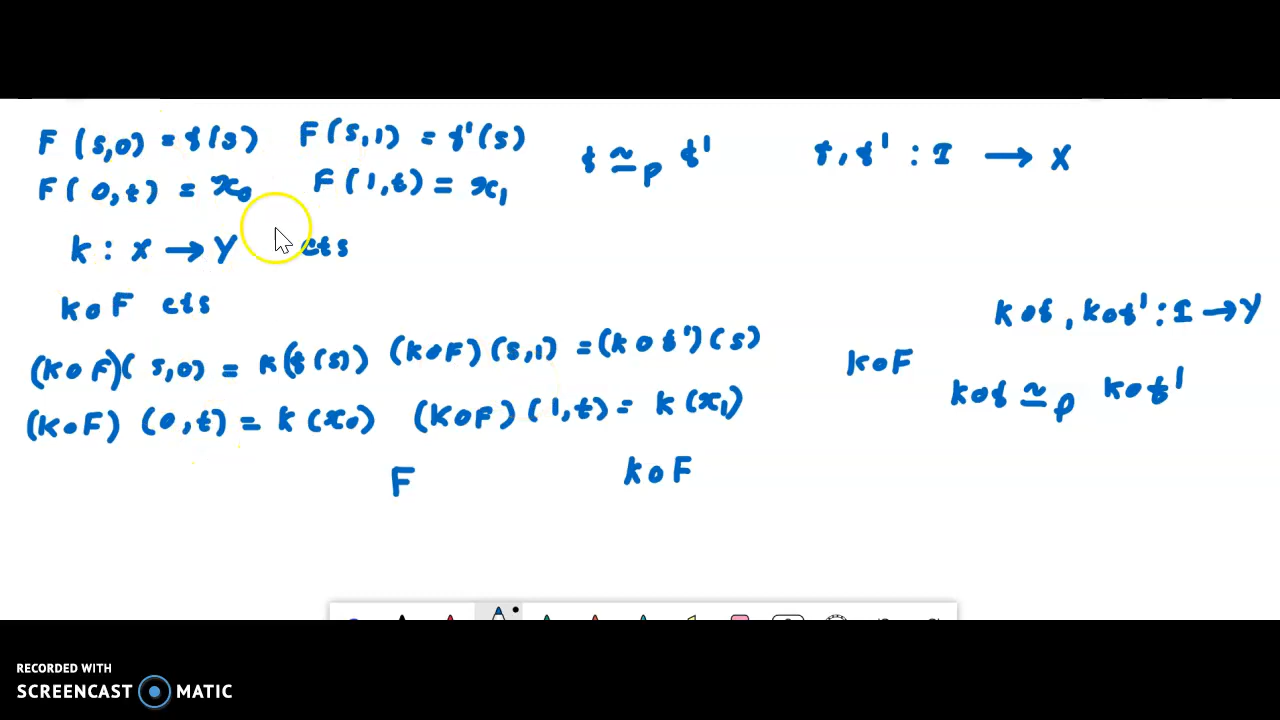 F(s,0) = f(s) F(s,1) = f'(s) f ≃p f' f, f' : I → X
F(0,t) = x0 F(1,t) = x1
k : X → Y cts
k∘F cts k∘f, k∘f' : I → Y
(k∘F)(s,0) = k(f(s)) (k∘F)(s,1) = (k∘f')(s) k∘F
(k∘F)(0,t) = k(x0) (k∘F)(1,t) = k(x1) k∘f ≃p k∘f'
F k∘F
RECORDED WITH
SCREENCAST MATIC